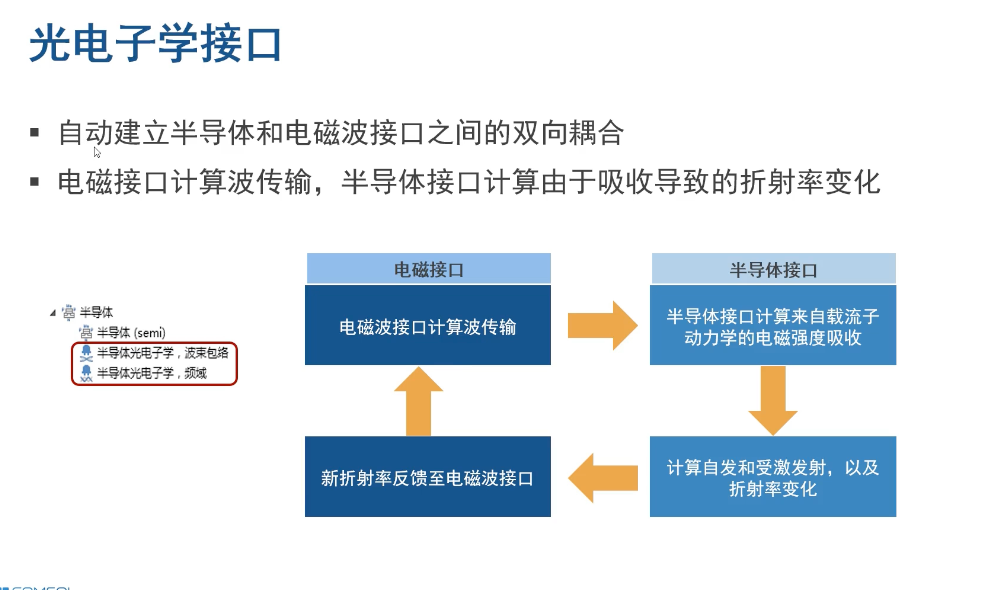 光电子学接口
自动建立半导体和电磁波接口之间的双向耦合
电磁接口计算波传输，半导体接口计算由于吸收导致的折射率变化
电磁接口
半导体接口
半导体
半导体 (semi)
半导体光电子学，波束包络
半导体光电子学，频域
电磁波接口计算波传输
半导体接口计算来自载流子
动力学的电磁强度吸收
新折射率反馈至电磁波接口
计算自发和受激发射，以及
折射率变化